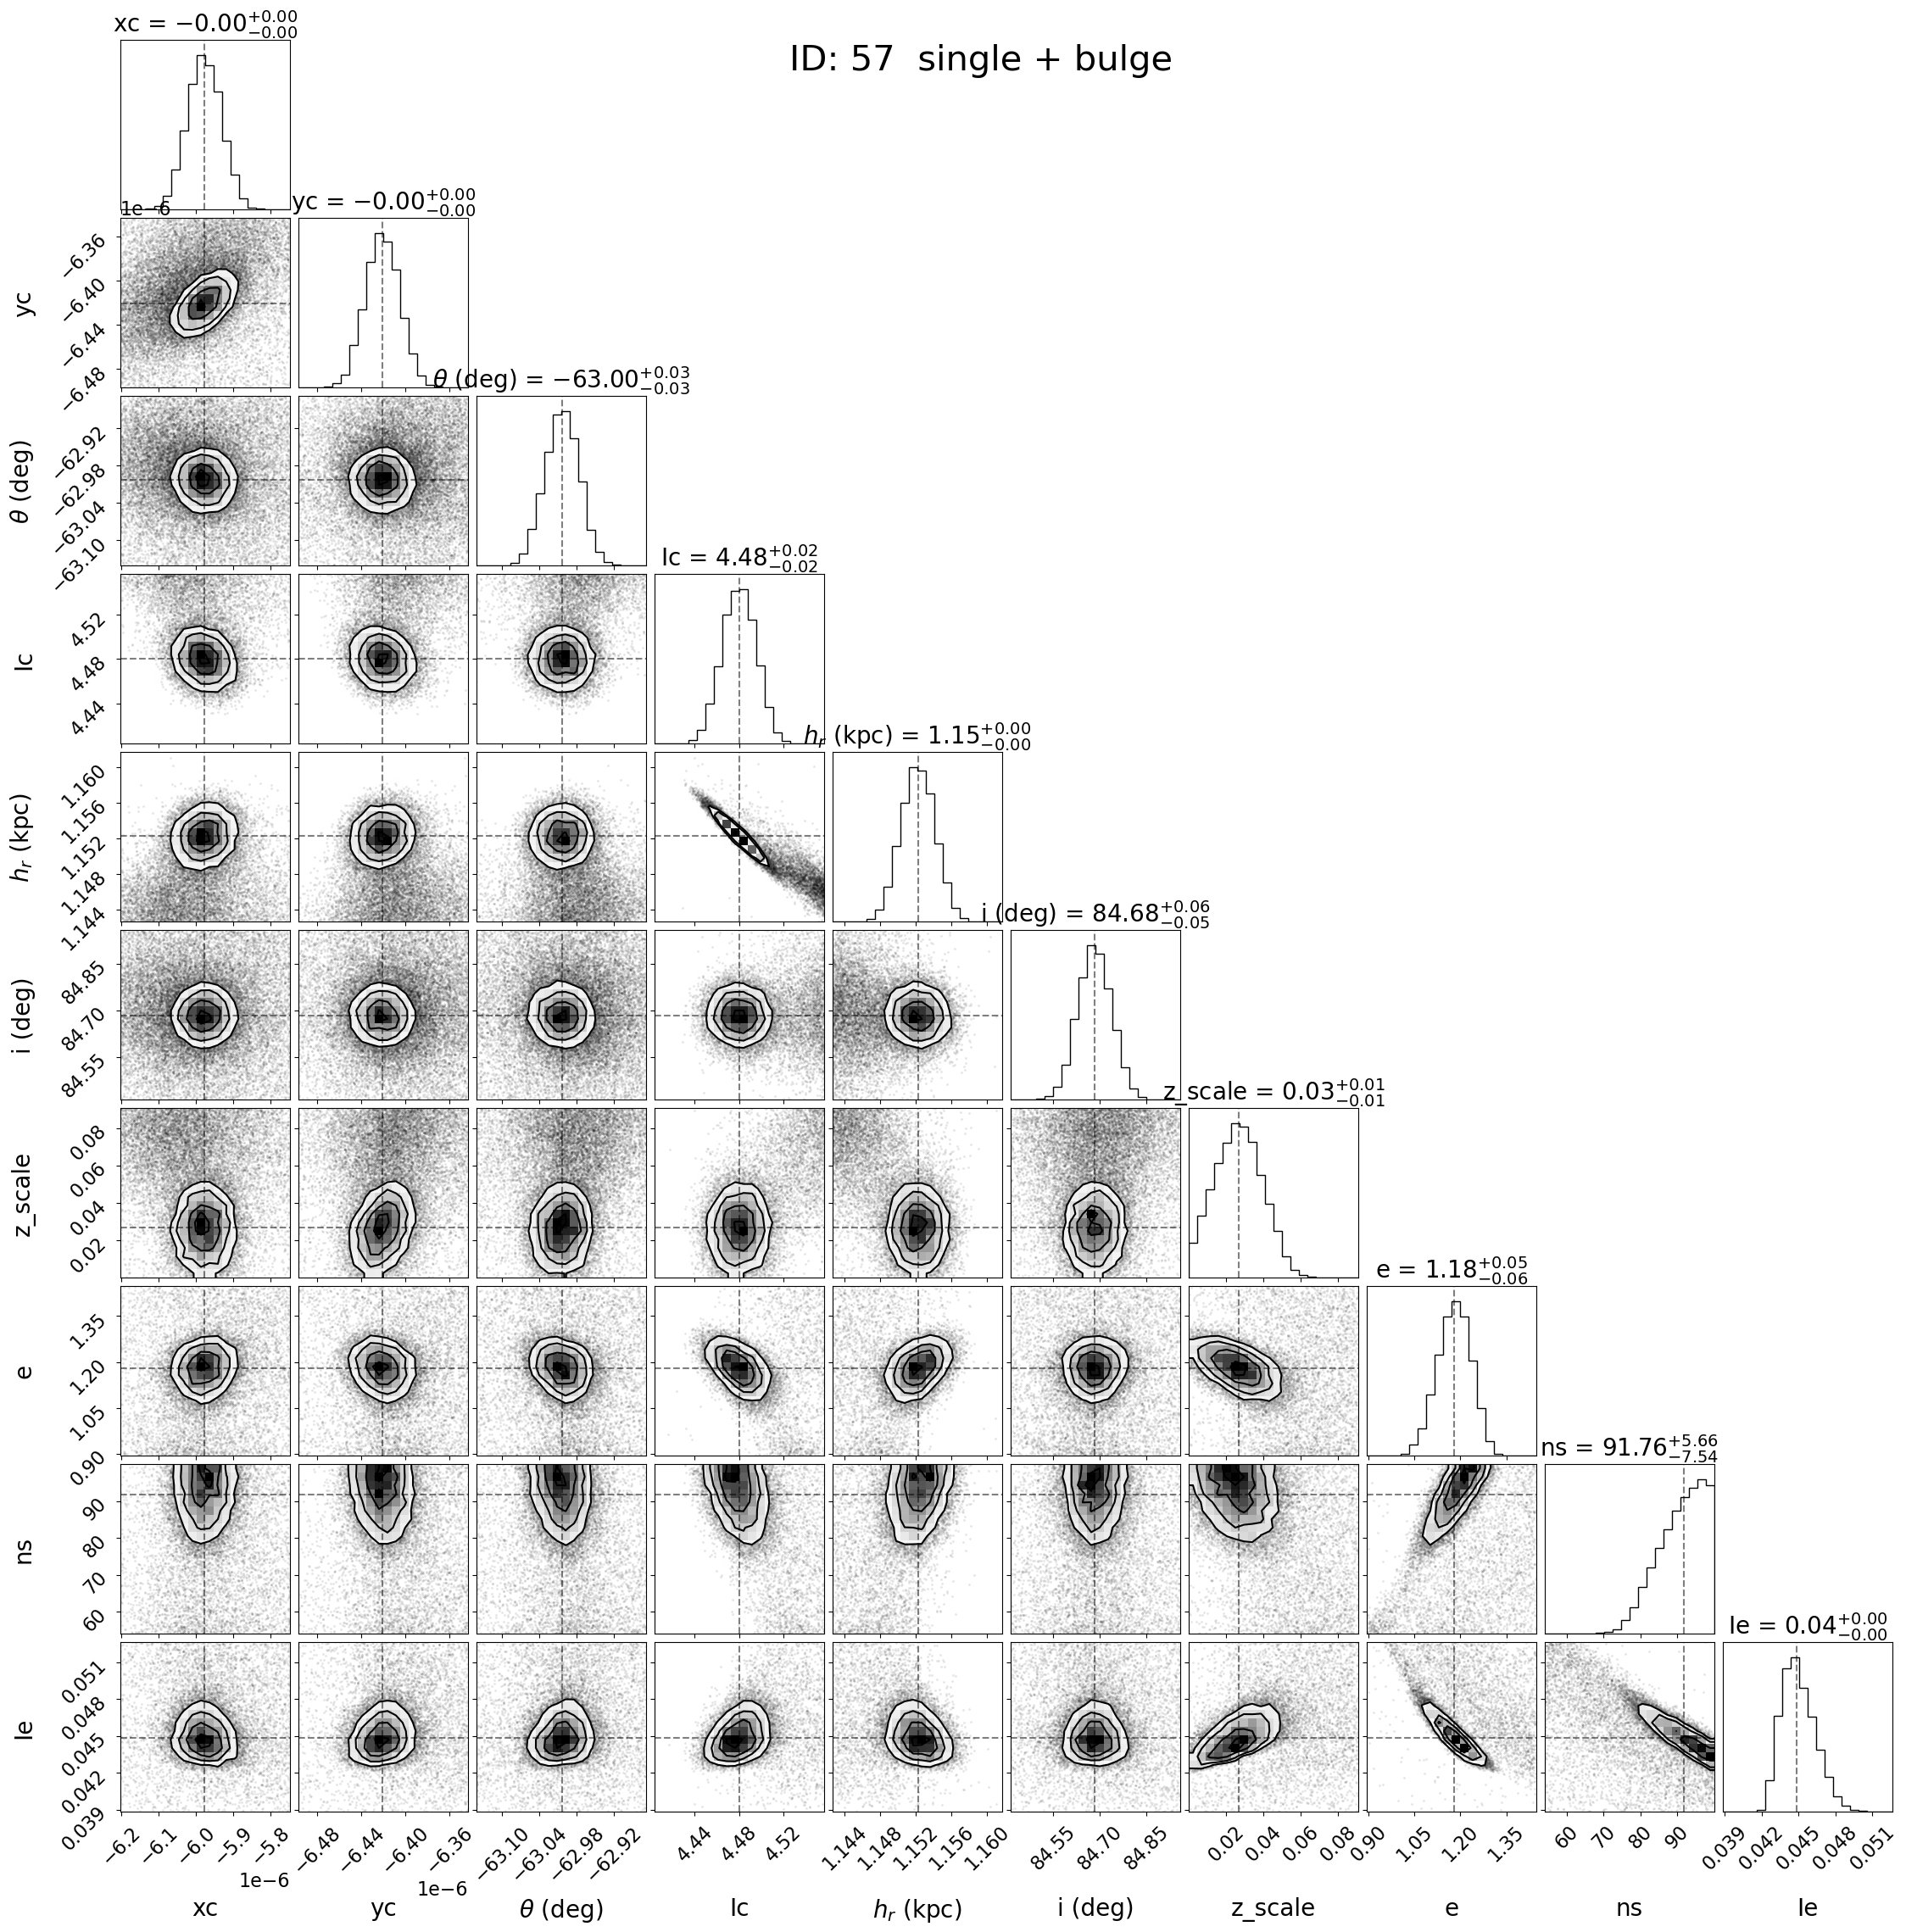 ID: 57 single + bulge
xc = −0.00 +0.00 −0.00
1e−6
yc = −0.00 +0.00 −0.00
yc
−6.36
−6.40
−6.44
−6.48
θ (deg) = −63.00 +0.03 −0.03
θ (deg)
−62.92
−62.98
−63.04
−63.10
Ic = 4.48 +0.02 −0.02
Ic
4.52
4.48
4.44
h_r (kpc) = 1.15 +0.00 −0.00
h_r (kpc)
1.160
1.156
1.152
1.148
1.144
i (deg) = 84.68 +0.06 −0.05
i (deg)
84.85
84.70
84.55
z_scale = 0.03 +0.01 −0.01
z_scale
0.08
0.06
0.04
0.02
e = 1.18 +0.05 −0.06
e
1.35
1.20
1.05
0.90
ns = 91.76 +5.66 −7.54
ns
90
80
70
60
Ie = 0.04 +0.00 −0.00
Ie
0.051
0.048
0.045
0.042
0.039
−6.2 −6.1 −6.0 −5.9 −5.8
−6.48 −6.44 −6.40 −6.36
−63.10 −63.04 −62.98 −62.92
4.44 4.48 4.52
1.144 1.148 1.152 1.156 1.160
84.55 84.70 84.85
0.02 0.04 0.06 0.08
0.90 1.05 1.20 1.35
60 70 80 90
0.039 0.042 0.045 0.048 0.051
1e−6 1e−6
xc yc θ (deg) Ic h_r (kpc) i (deg) z_scale e ns Ie